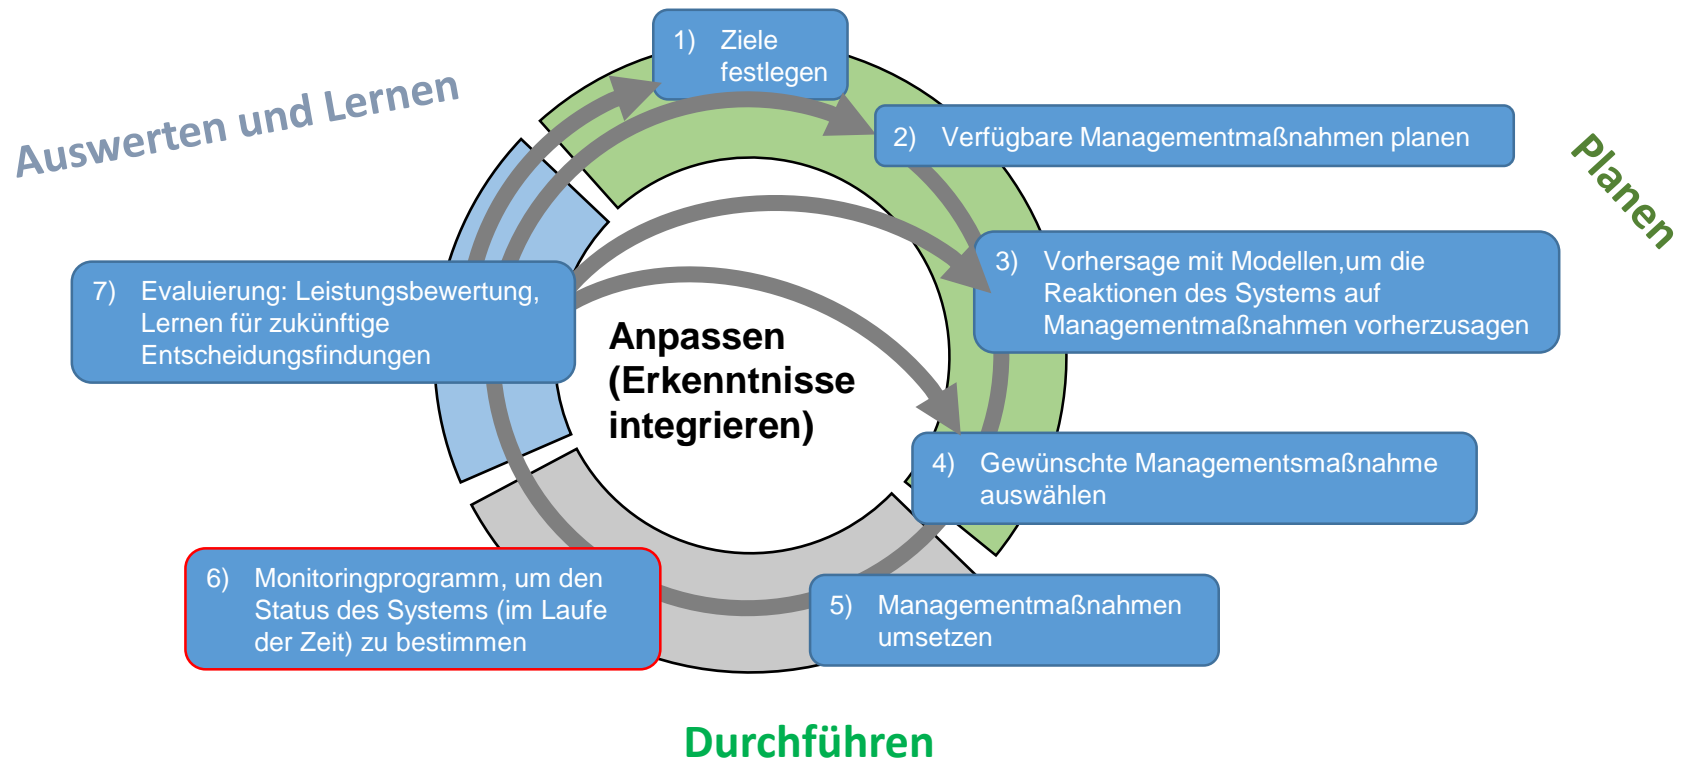 Auswerten und Lernen
1) Ziele
festlegen
2) Verfügbare Managementmaßnahmen planen
Planen
3) Vorhersage mit Modellen,um die
Reaktionen des Systems auf
Managementmaßnahmen vorherzusagen
7) Evaluierung: Leistungsbewertung,
Lernen für zukünftige
Entscheidungsfindungen
Anpassen
(Erkenntnisse
integrieren)
4) Gewünschte Managementsmaßnahme
auswählen
6) Monitoringprogramm, um den
Status des Systems (im Laufe
der Zeit) zu bestimmen
5) Managementmaßnahmen
umsetzen
Durchführen